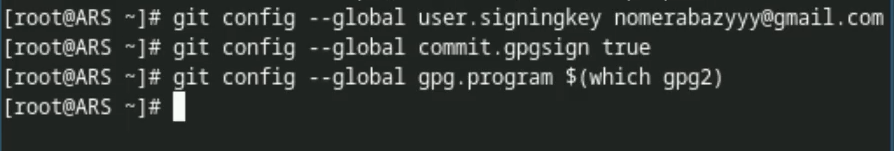 [root@ARS ~]# git config --global user.signingkey nomerabazyyy@gmail.com
[root@ARS ~]# git config --global commit.gpgsign true
[root@ARS ~]# git config --global gpg.program $(which gpg2)
[root@ARS ~]#